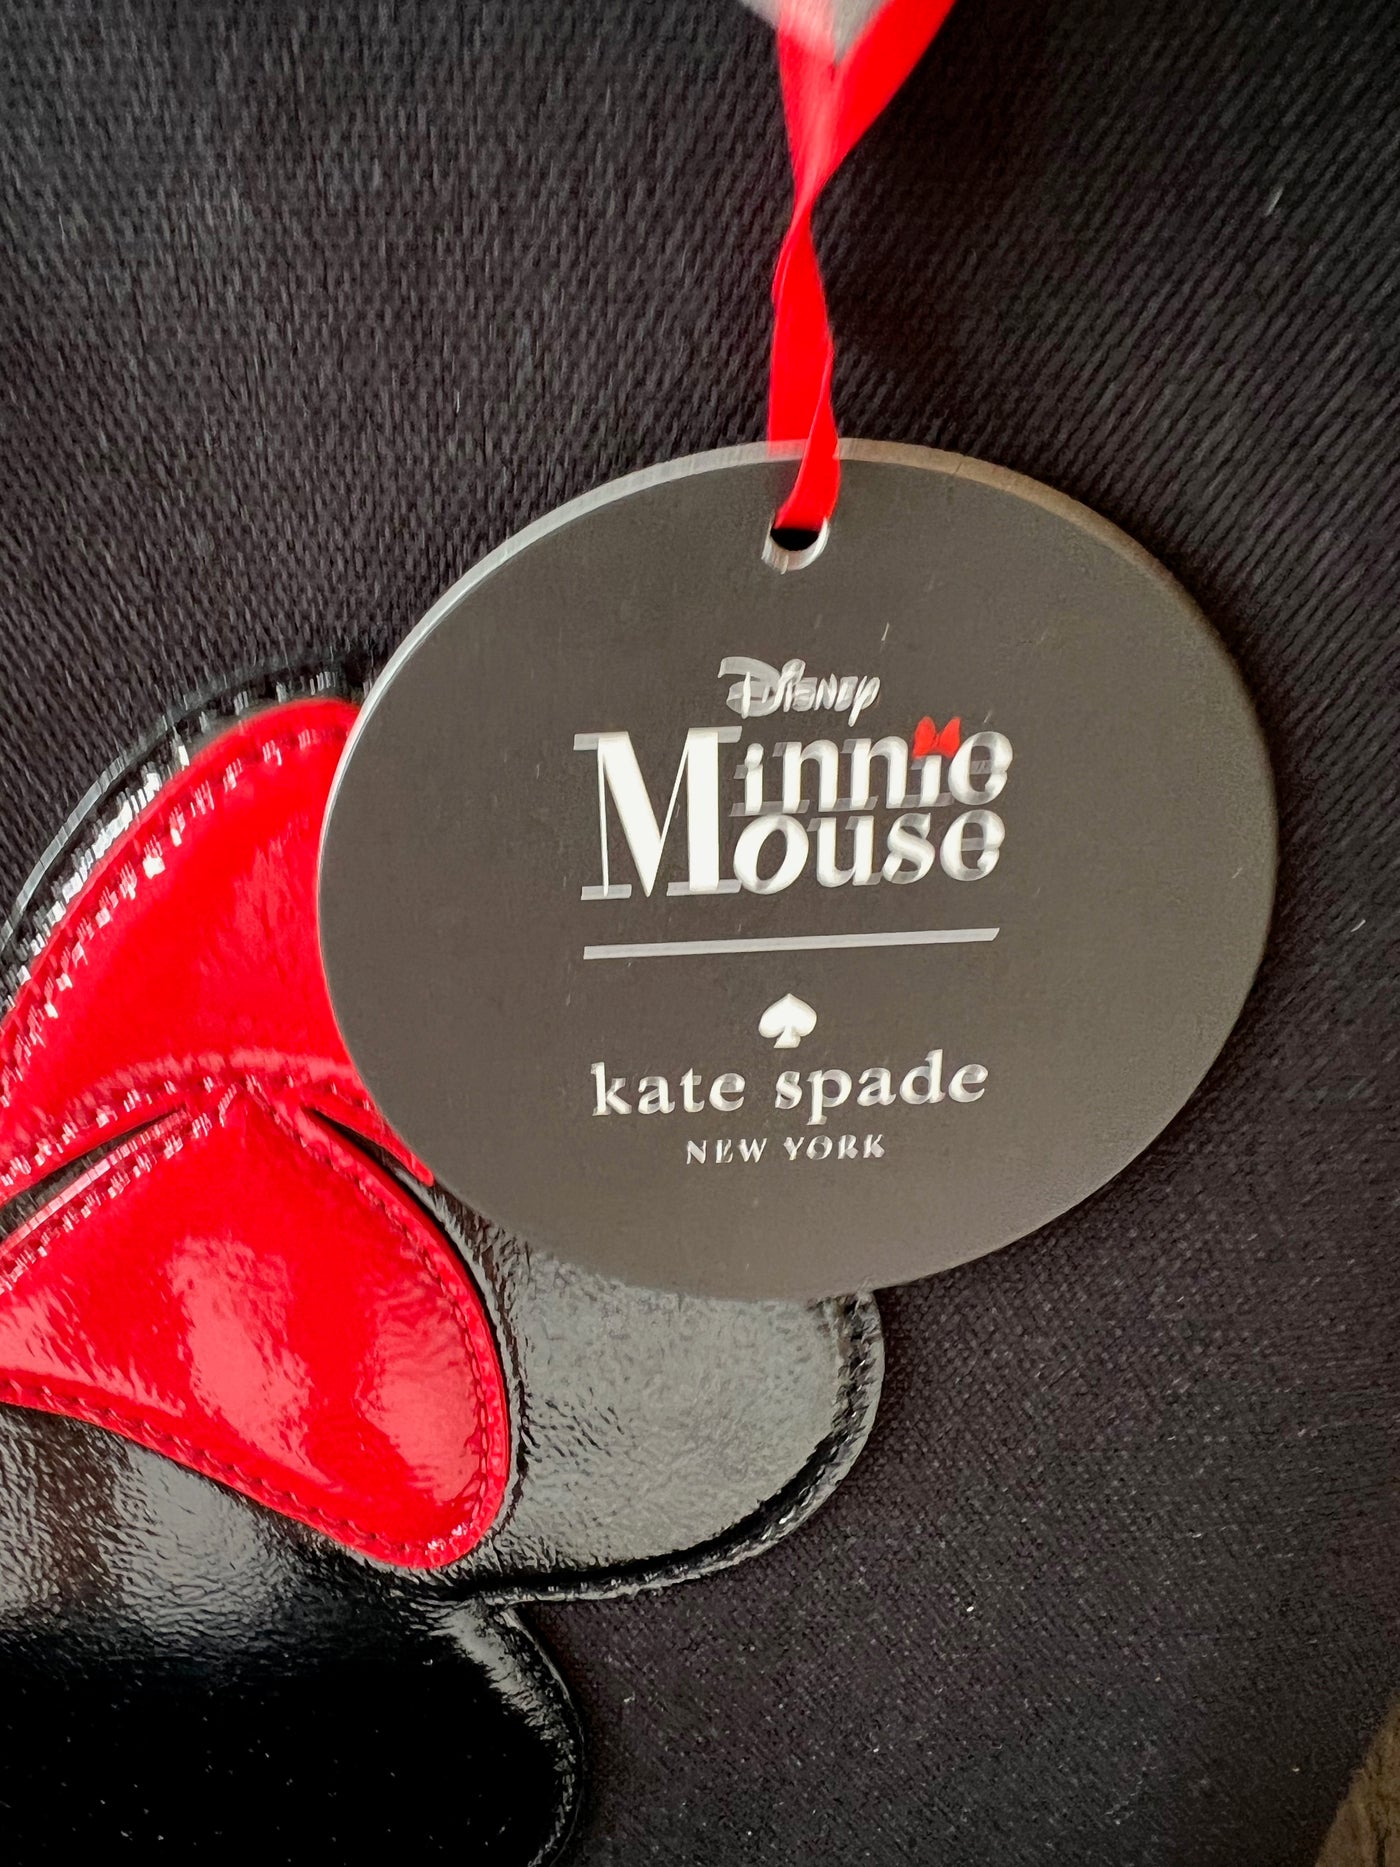 Disney
Minnie
Mouse
kate spade
NEW YORK